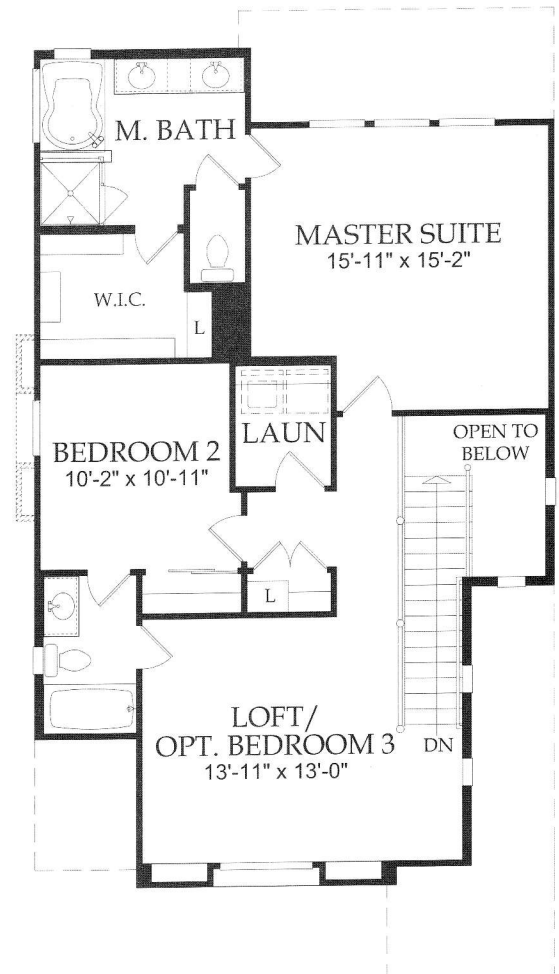 M. BATH
MASTER SUITE
15'-11" x 15'-2"
W.I.C.
L
BEDROOM 2
10'-2" x 10'-11"
LAUN
OPEN TO
BELOW
L
LOFT/
OPT. BEDROOM 3
13'-11" x 13'-0"
DN